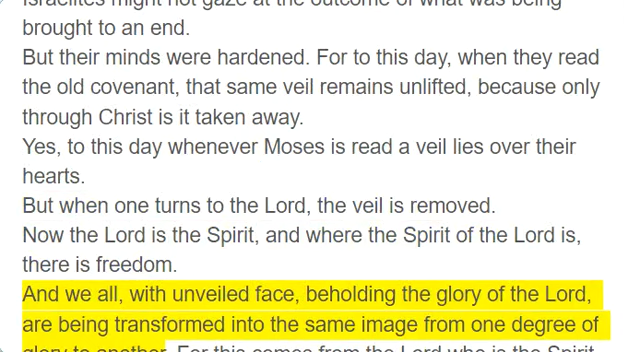 Israelites might not gaze at the outcome of what was being
brought to an end.
But their minds were hardened. For to this day, when they read
the old covenant, that same veil remains unlifted, because only
through Christ is it taken away.
Yes, to this day whenever Moses is read a veil lies over their
hearts.
But when one turns to the Lord, the veil is removed.
Now the Lord is the Spirit, and where the Spirit of the Lord is,
there is freedom.
And we all, with unveiled face, beholding the glory of the Lord,
are being transformed into the same image from one degree of
glory to another. For this comes from the Lord who is the Spirit